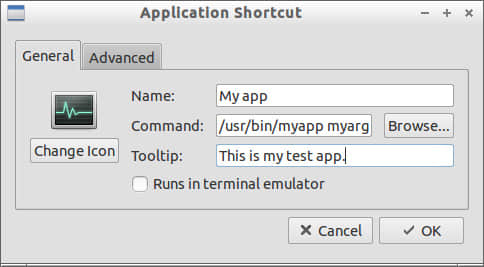 Application Shortcut
General
Advanced
Name:
My app
Command:
/usr/bin/myapp myarg
Browse...
Change Icon
Tooltip:
This is my test app.
Runs in terminal emulator
Cancel
OK